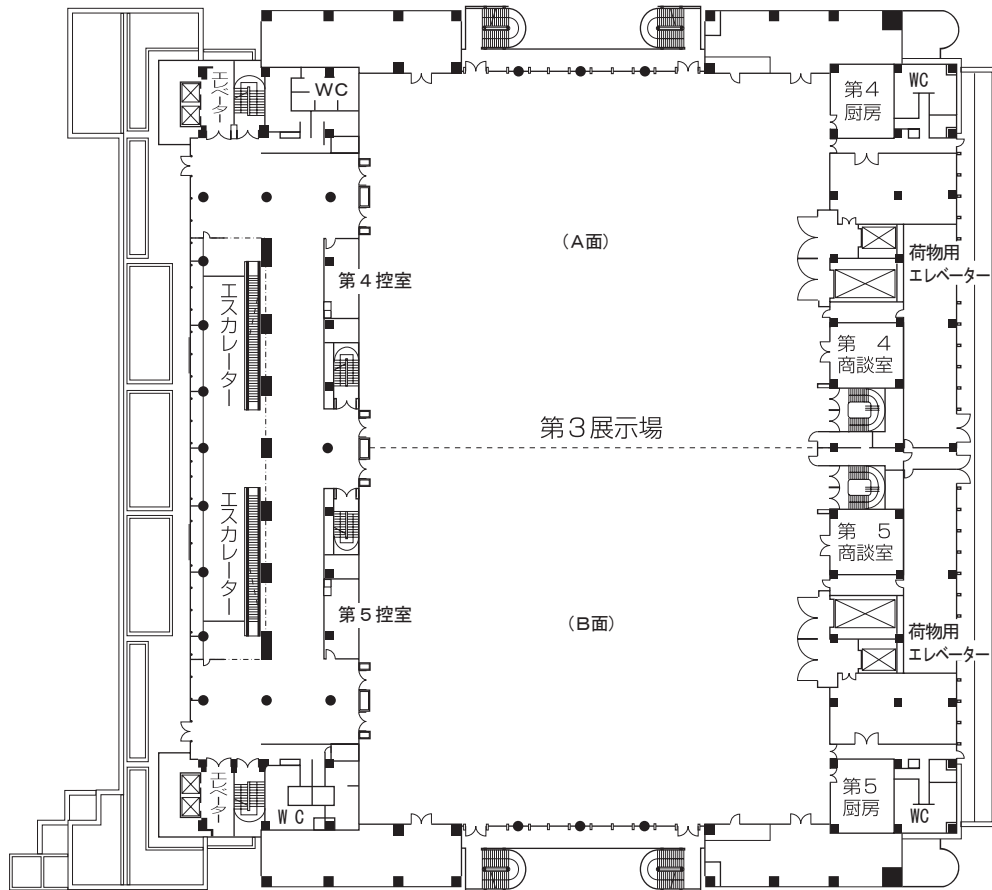 エレベーター
WC
第4
厨房
WC
(A面)
荷物用
エレベーター
第4控室
エスカレーター
第 4
商談室
第3展示場
エスカレーター
第 5
商談室
第5控室
(B面)
荷物用
エレベーター
エレベーター
WC
第5
厨房
WC